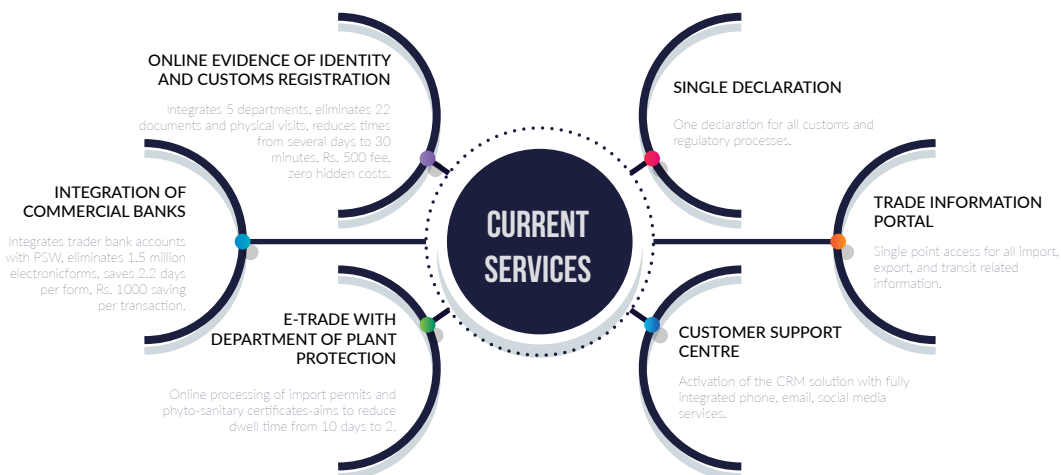 ONLINE EVIDENCE OF IDENTITY
AND CUSTOMS REGISTRATION
integrates 5 departments, eliminates 22
documents and physical visits, reduces times
from several days to 30
minutes, Rs. 500 fee,
zero hidden costs.
INTEGRATION OF
COMMERCIAL BANKS
Integrates trader bank accounts
with PSW, eliminates 1.5 million
electronicforms, saves 2.2 days
per form, Rs. 1000 saving
per transaction.
E-TRADE WITH
DEPARTMENT OF PLANT
PROTECTION
Online processing of import permits and
phyto-sanitary certificates-aims to reduce
dwell time from 10 days to 2.
CURRENT
SERVICES
SINGLE DECLARATION
One declaration for all customs and
regulatory processes.
TRADE INFORMATION
PORTAL
Single point access for all import,
export, and transit related
information.
CUSTOMER SUPPORT
CENTRE
Activation of the CRM solution with fully
integrated phone, email, social media
services.